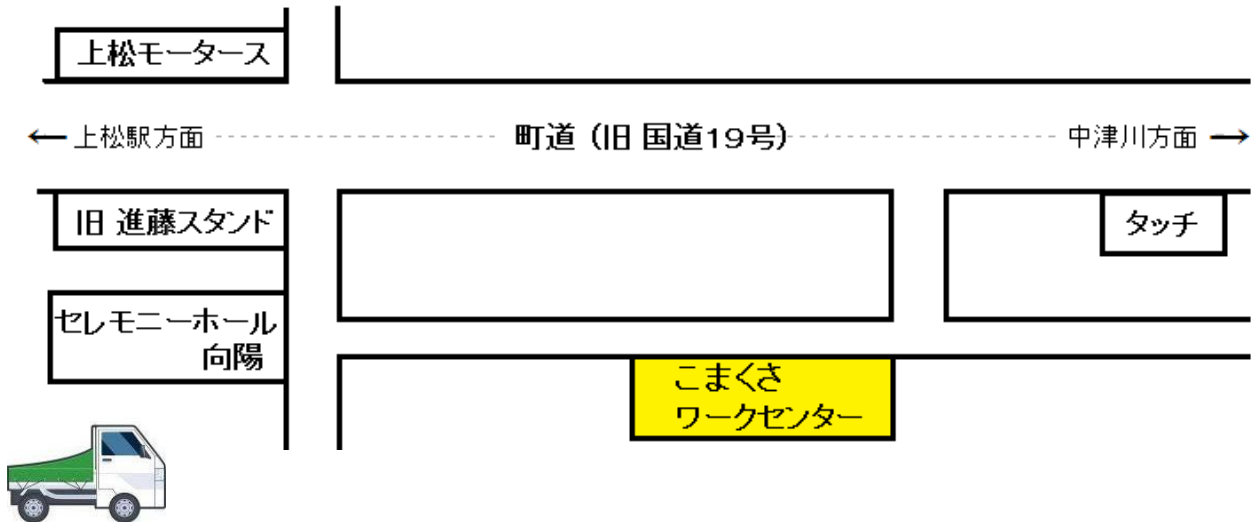 上松モータース
← 上松駅方面
町道 (旧 国道19号)
中津川方面 →
旧 進藤スタンド
タッチ
セレモニーホール
向陽
こまくさ
ワークセンター